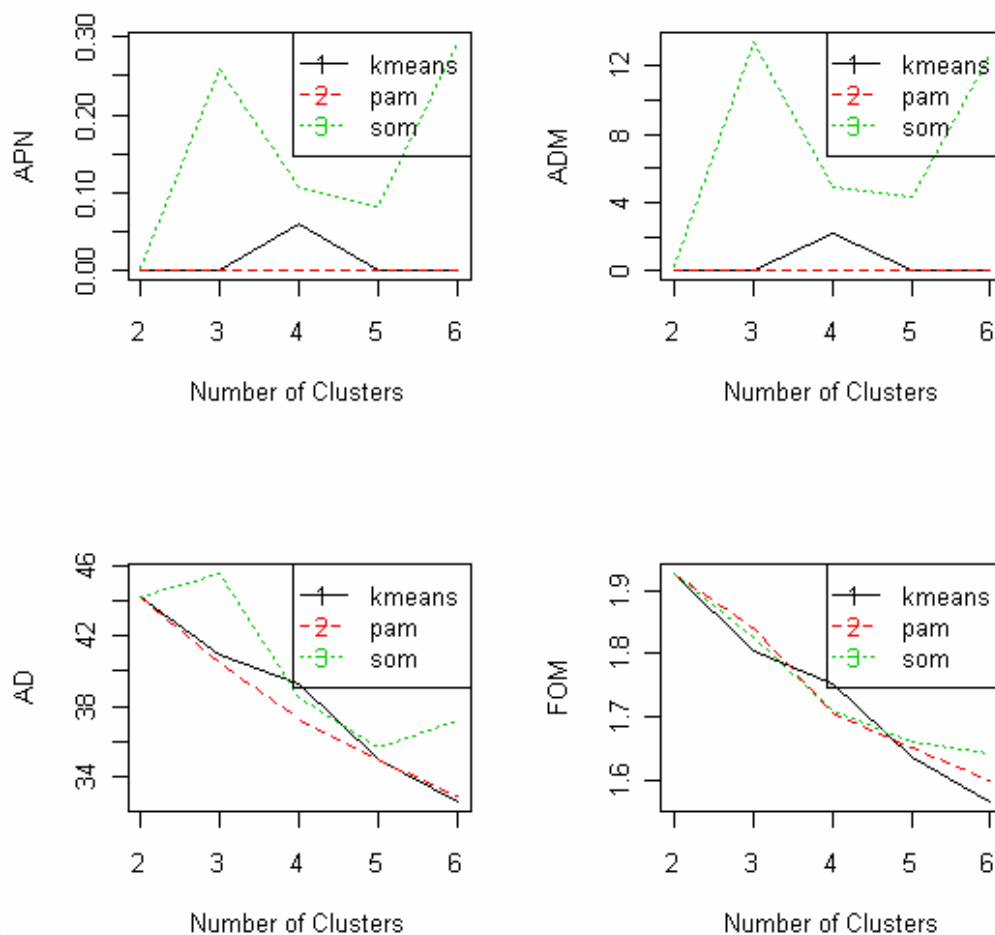 APN
0.00
0.10
0.20
0.30
1 kmeans
2 pam
3 som
2 3 4 5 6
Number of Clusters
ADM
0
4
8
12
1 kmeans
2 pam
3 som
2 3 4 5 6
Number of Clusters
AD
34
38
42
46
1 kmeans
2 pam
3 som
2 3 4 5 6
Number of Clusters
FOM
1.6
1.7
1.8
1.9
1 kmeans
2 pam
3 som
2 3 4 5 6
Number of Clusters